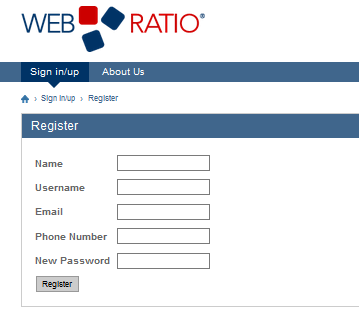 WEB RATIO®
Sign in/up About Us
› Sign in/up › Register
Register
Name
Username
Email
Phone Number
New Password
Register